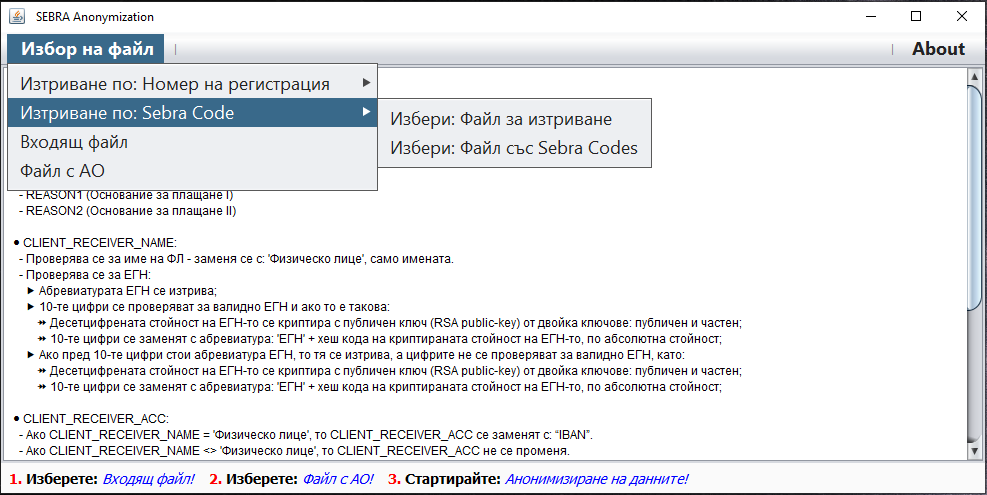 SEBRA Anonymization
Избор на файл | | About
Изтриване по: Номер на регистрация
Изтриване по: Sebra Code
Входящ файл
Файл с АО
Избери: Файл за изтриване
Избери: Файл със Sebra Codes
- REASON1 (Основание за плащане I)
- REASON2 (Основание за плащане II)
● CLIENT_RECEIVER_NAME:
- Проверява се за име на ФЛ - заменя се с: 'Физическо лице', само имената.
- Проверява се за ЕГН:
► Абревиатурата ЕГН се изтрива;
► 10-те цифри се проверяват за валидно ЕГН и ако то е такова:
↠ Десетцифрената стойност на ЕГН-то се криптира с публичен ключ (RSA public-key) от двойка ключове: публичен и частен;
↠ 10-те цифри се заменят с абревиатура: 'ЕГН' + хеш кода на криптираната стойност на ЕГН-то, по абсолютна стойност;
► Ако пред 10-те цифри стои абревиатура ЕГН, то тя се изтрива, а цифрите не се проверяват за валидно ЕГН, като:
↠ Десетцифрената стойност на ЕГН-то се криптира с публичен ключ (RSA public-key) от двойка ключове: публичен и частен;
↠ 10-те цифри се заменят с абревиатура: 'ЕГН' + хеш кода на криптираната стойност на ЕГН-то, по абсолютна стойност;
● CLIENT_RECEIVER_ACC:
- Ако CLIENT_RECEIVER_NAME = 'Физическо лице', то CLIENT_RECEIVER_ACC се заменят с: “IBAN”.
- Ако CLIENT_RECEIVER_NAME <> 'Физическо лице', то CLIENT_RECEIVER_ACC не се променя.
1. Изберете: Входящ файл! 2. Изберете: Файл с АО! 3. Стартирайте: Анонимизиране на данните!